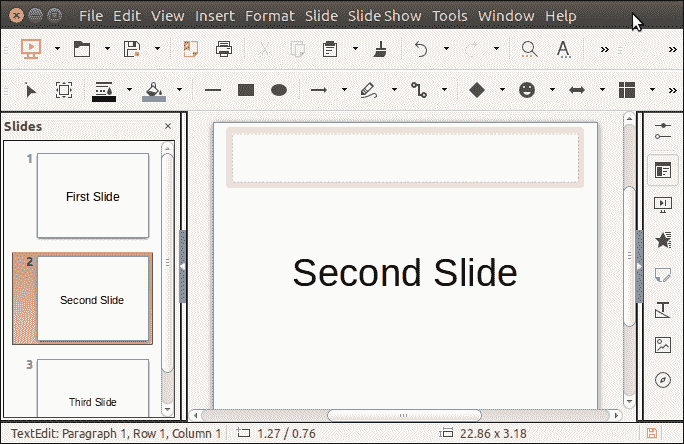 File Edit View Insert Format Slide Slide Show Tools Window Help
Slides
1
First Slide
2
Second Slide
3
Third Slide
Second Slide
TextEdit: Paragraph 1, Row 1, Column 1 1.27 / 0.76 22.86 x 3.18